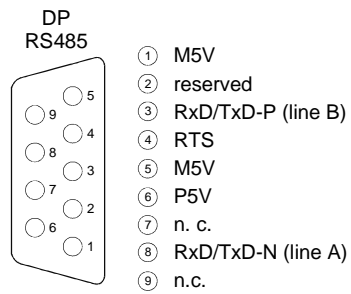 DP
RS485
5
9
4
8
3
7
2
6
1
1 M5V
2 reserved
3 RxD/TxD-P (line B)
4 RTS
5 M5V
6 P5V
7 n. c.
8 RxD/TxD-N (line A)
9 n.c.